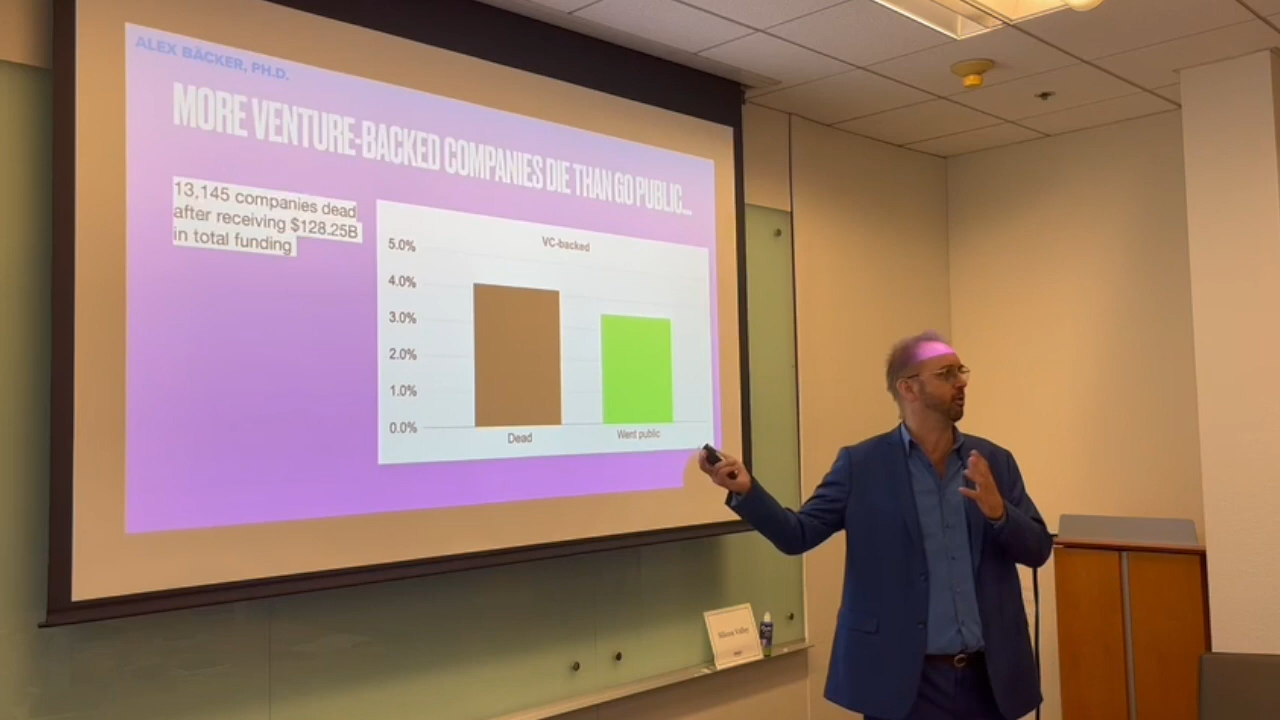 ALEX BÄCKER, PH.D.
MORE VENTURE-BACKED COMPANIES DIE THAN GO PUBLIC...
13,145 companies dead
after receiving $128.25B
in total funding
VC-backed
5.0%
4.0%
3.0%
2.0%
1.0%
0.0%
Dead
Went public
Silicon Valley